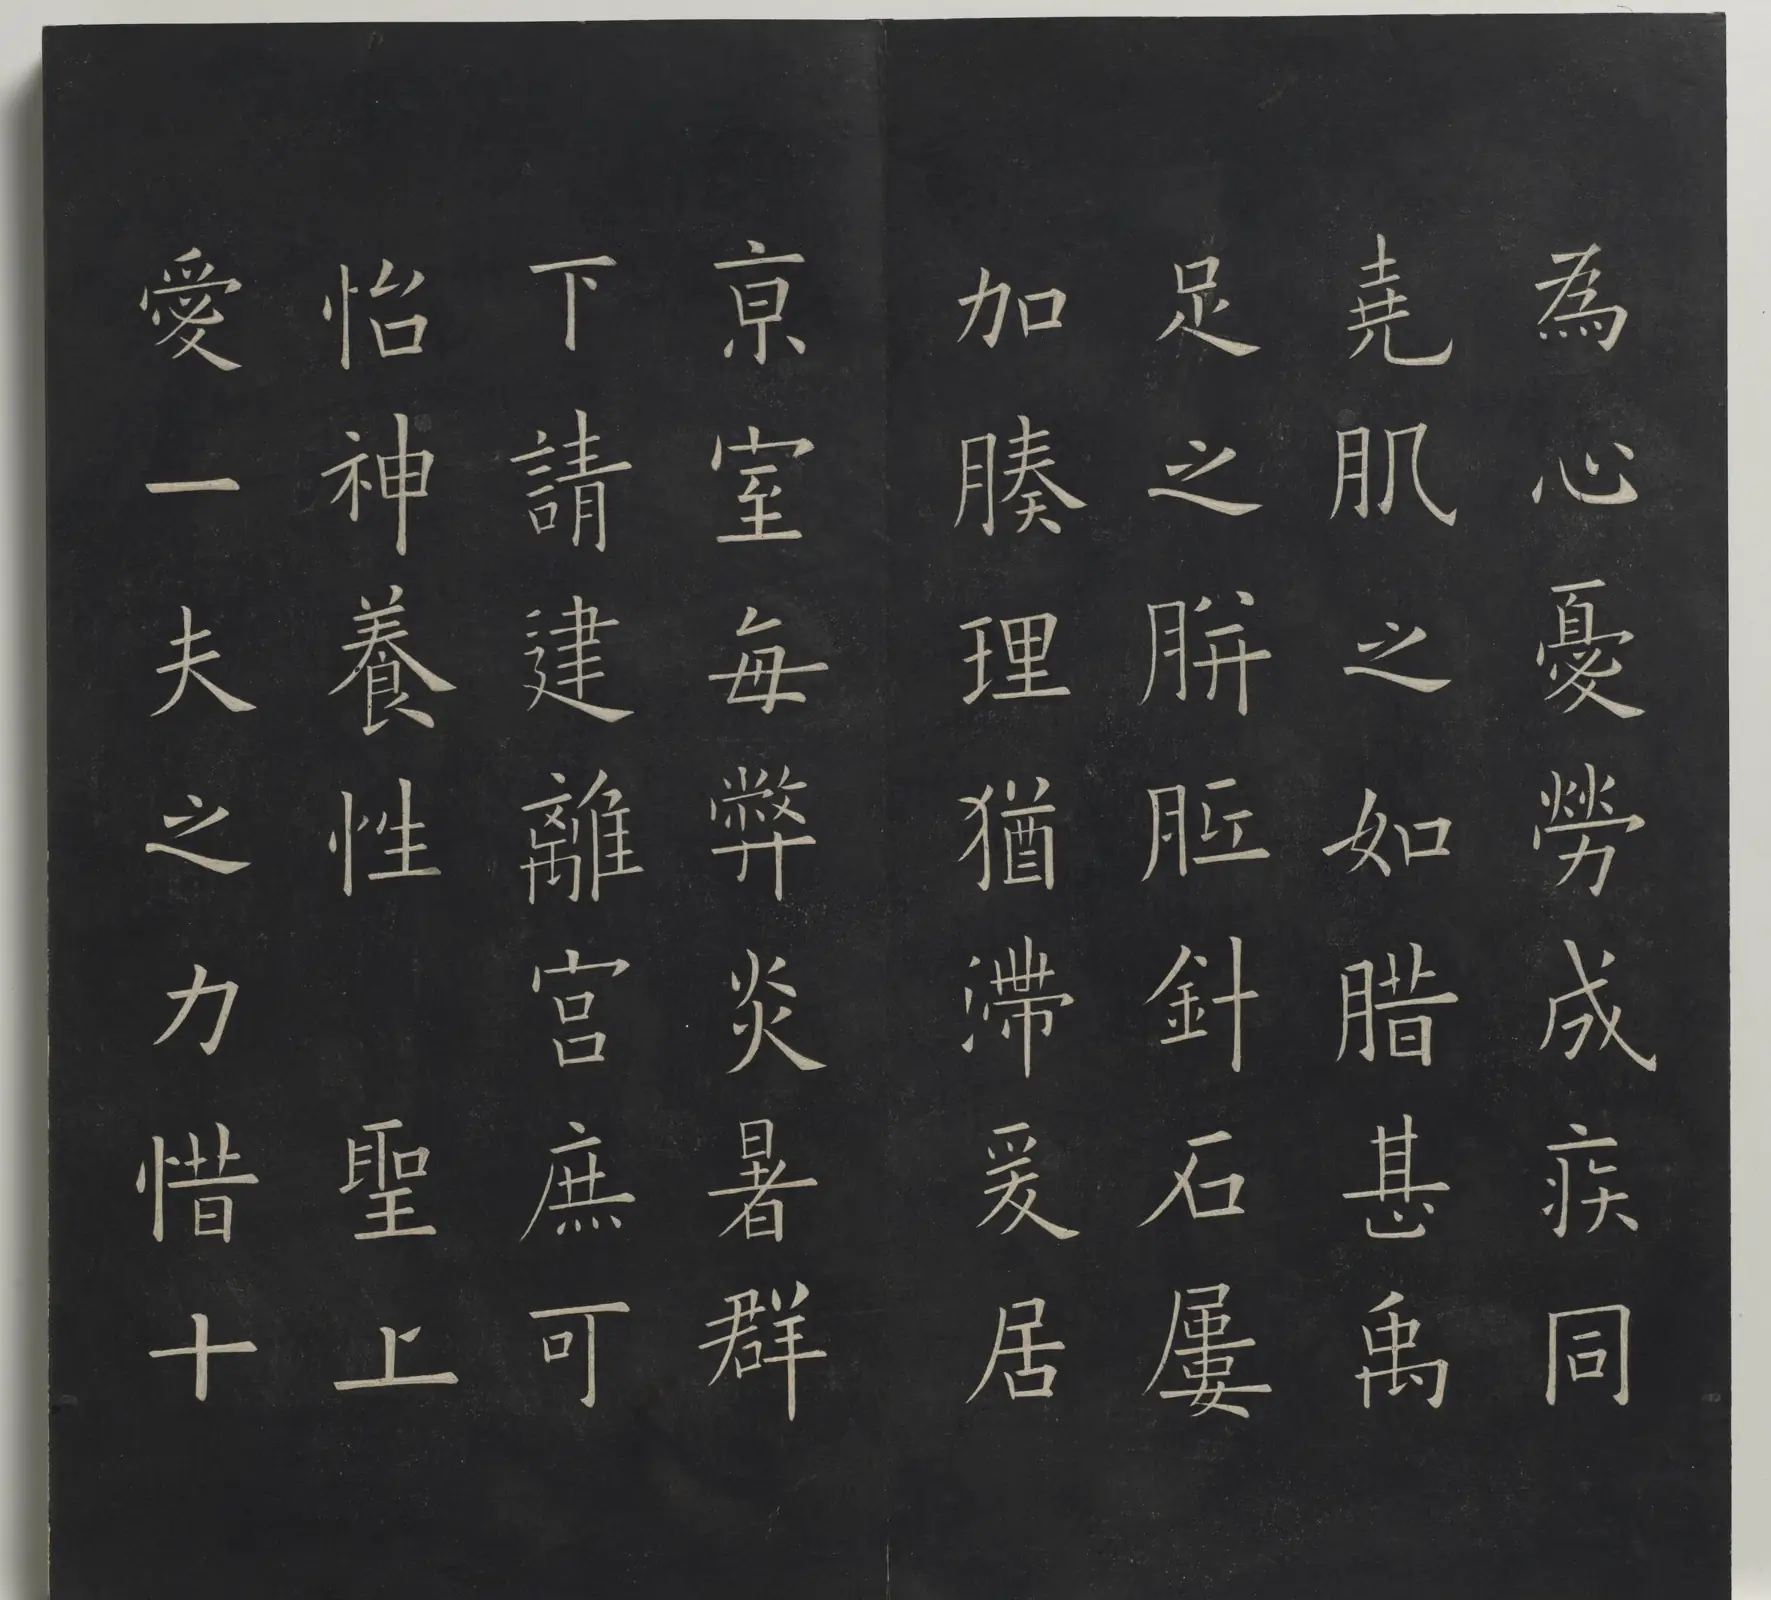 為心憂勞成疾同
堯肌之如腊甚禹
足之胼胝針石屢
加腠理猶滯爰居
京室每弊炎暑群
下請建離宮庶可
怡神養性　聖上
愛一夫之力惜十